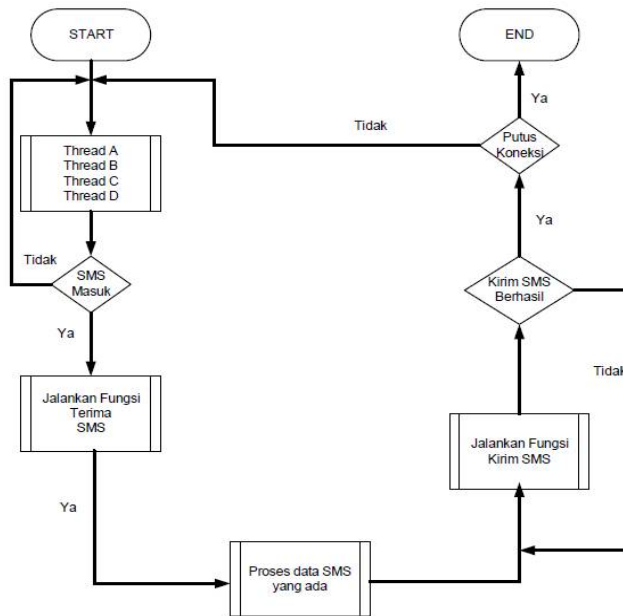 START
Thread A
Thread B
Thread C
Thread D
Tidak
SMS
Masuk
Ya
Jalankan Fungsi
Terima
SMS
Ya
Proses data SMS
yang ada
Jalankan Fungsi
Kirim SMS
Tidak
Kirim SMS
Berhasil
Ya
Putus
Koneksi
Tidak
Ya
END